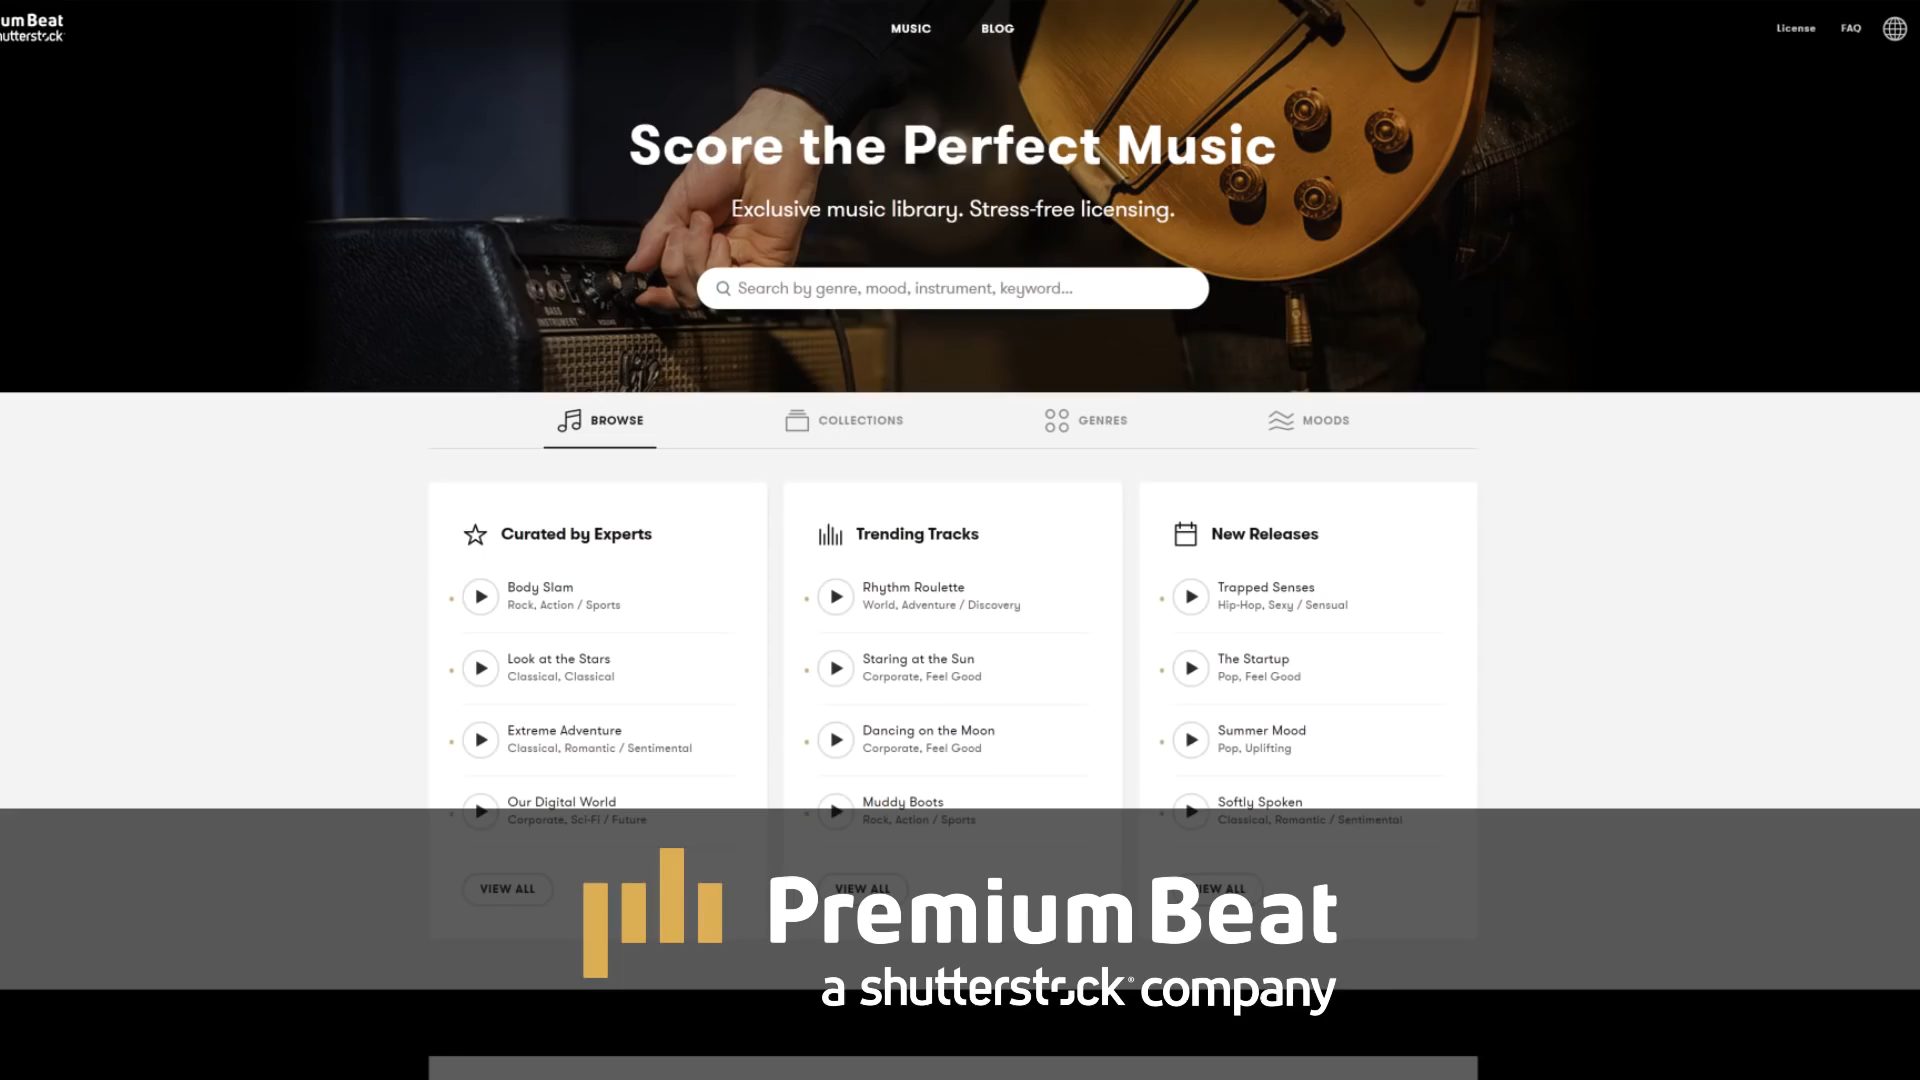 um Beat
utterstock
MUSIC
BLOG
License
FAQ
Score the Perfect Music
Exclusive music library. Stress-free licensing.
Search by genre, mood, instrument, keyword...
BASS
INSTRUMENT
BROWSE
COLLECTIONS
GENRES
MOODS
Curated by Experts
Body Slam
Rock, Action / Sports
Look at the Stars
Classical, Classical
Extreme Adventure
Classical, Romantic / Sentimental
Our Digital World
Corporate, Sci-Fi / Future
VIEW ALL
Trending Tracks
Rhythm Roulette
World, Adventure / Discovery
Staring at the Sun
Corporate, Feel Good
Dancing on the Moon
Corporate, Feel Good
Muddy Boots
Rock, Action / Sports
VIEW ALL
New Releases
Trapped Senses
Hip-Hop, Sexy / Sensual
The Startup
Pop, Feel Good
Summer Mood
Pop, Uplifting
Softly Spoken
Classical, Romantic / Sentimental
VIEW ALL
Premium Beat
a shutterstock company